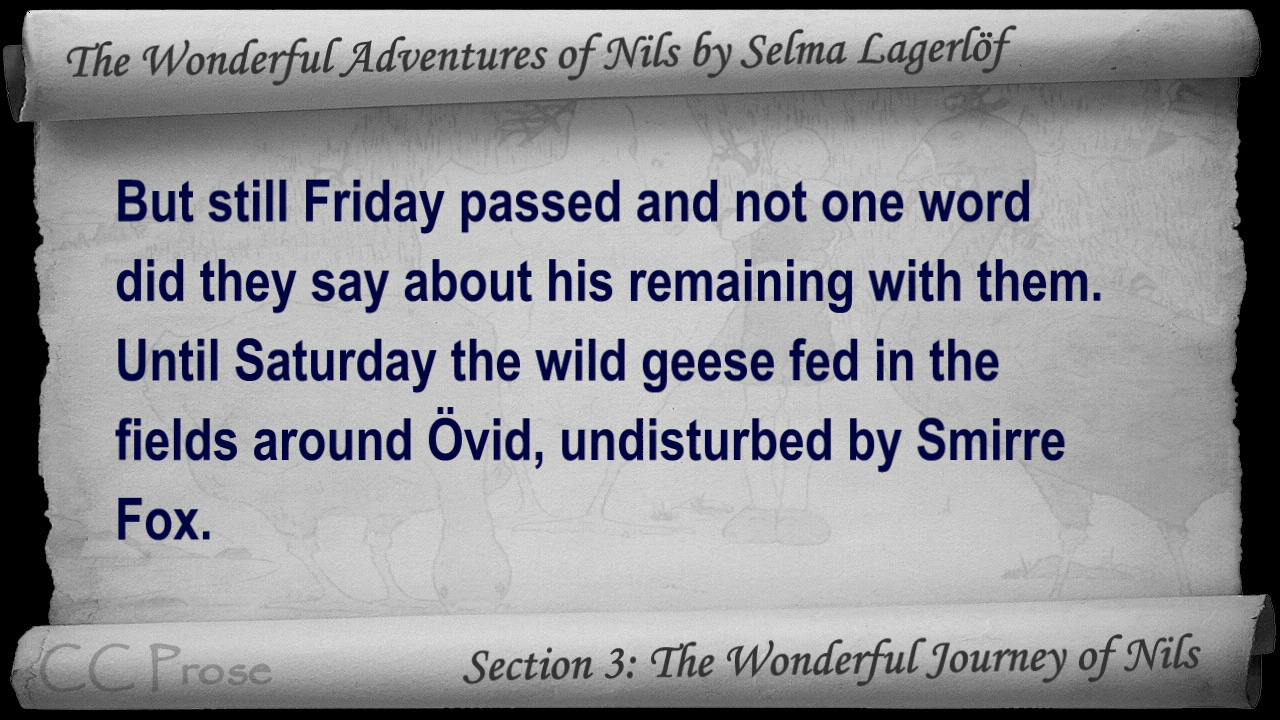 The Wonderful Adventures of Nils by Selma Lagerlöf
But still Friday passed and not one word
did they say about his remaining with them.
Until Saturday the wild geese fed in the
fields around Övid, undisturbed by Smirre
Fox.
CC Prose
Section 3: The Wonderful Journey of Nils